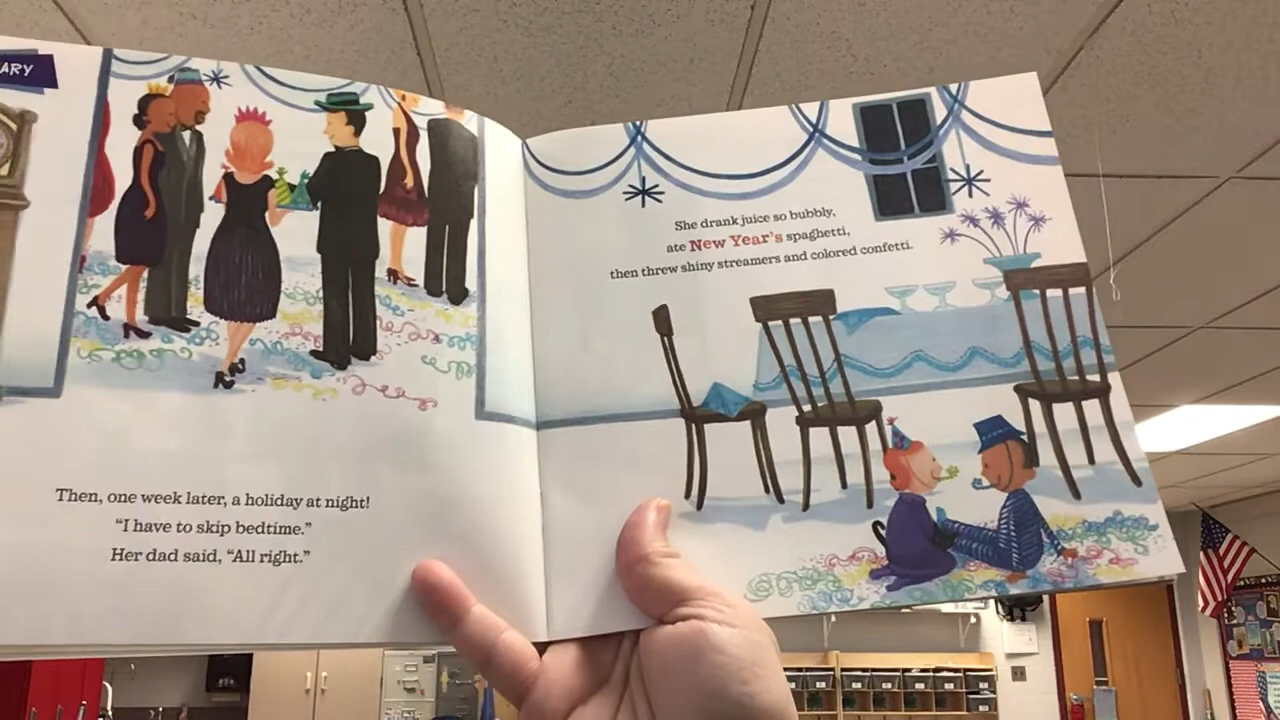 ARY
Then, one week later, a holiday at night!
“I have to skip bedtime.”
Her dad said, “All right.”
She drank juice so bubbly,
ate New Year’s spaghetti,
then threw shiny streamers and colored confetti.